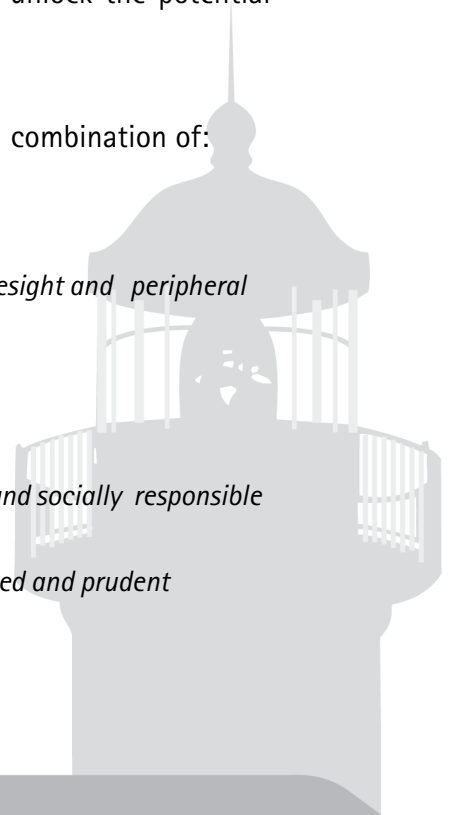 unlock the potential
combination of:
esight and peripheral
nd socially responsible
ed and prudent